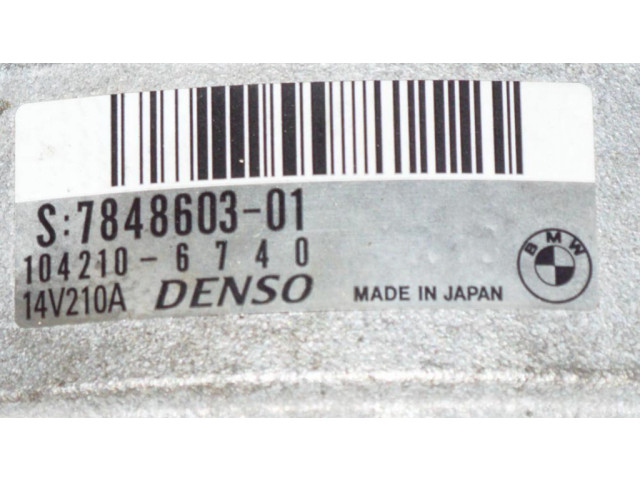 S:7848603-01
104210-6740
14V210A DENSO MADE IN JAPAN
BMW